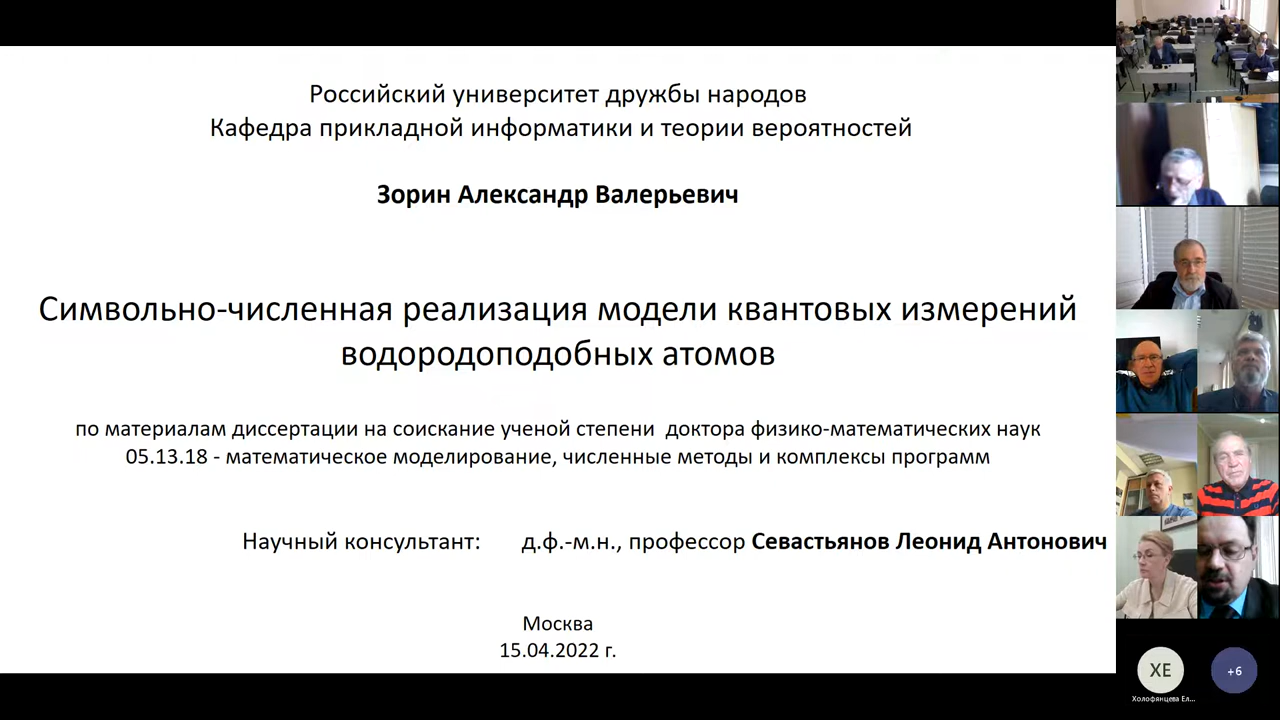 Российский университет дружбы народов
Кафедра прикладной информатики и теории вероятностей
Зорин Александр Валерьевич
Символьно-численная реализация модели квантовых измерений
водородоподобных атомов
по материалам диссертации на соискание ученой степени доктора физико-математических наук
05.13.18 - математическое моделирование, численные методы и комплексы программ
Научный консультант: д.ф.-м.н., профессор Севастьянов Леонид Антонович
Москва
15.04.2022 г.
ХЕ
+6
Холофянцева Ел...